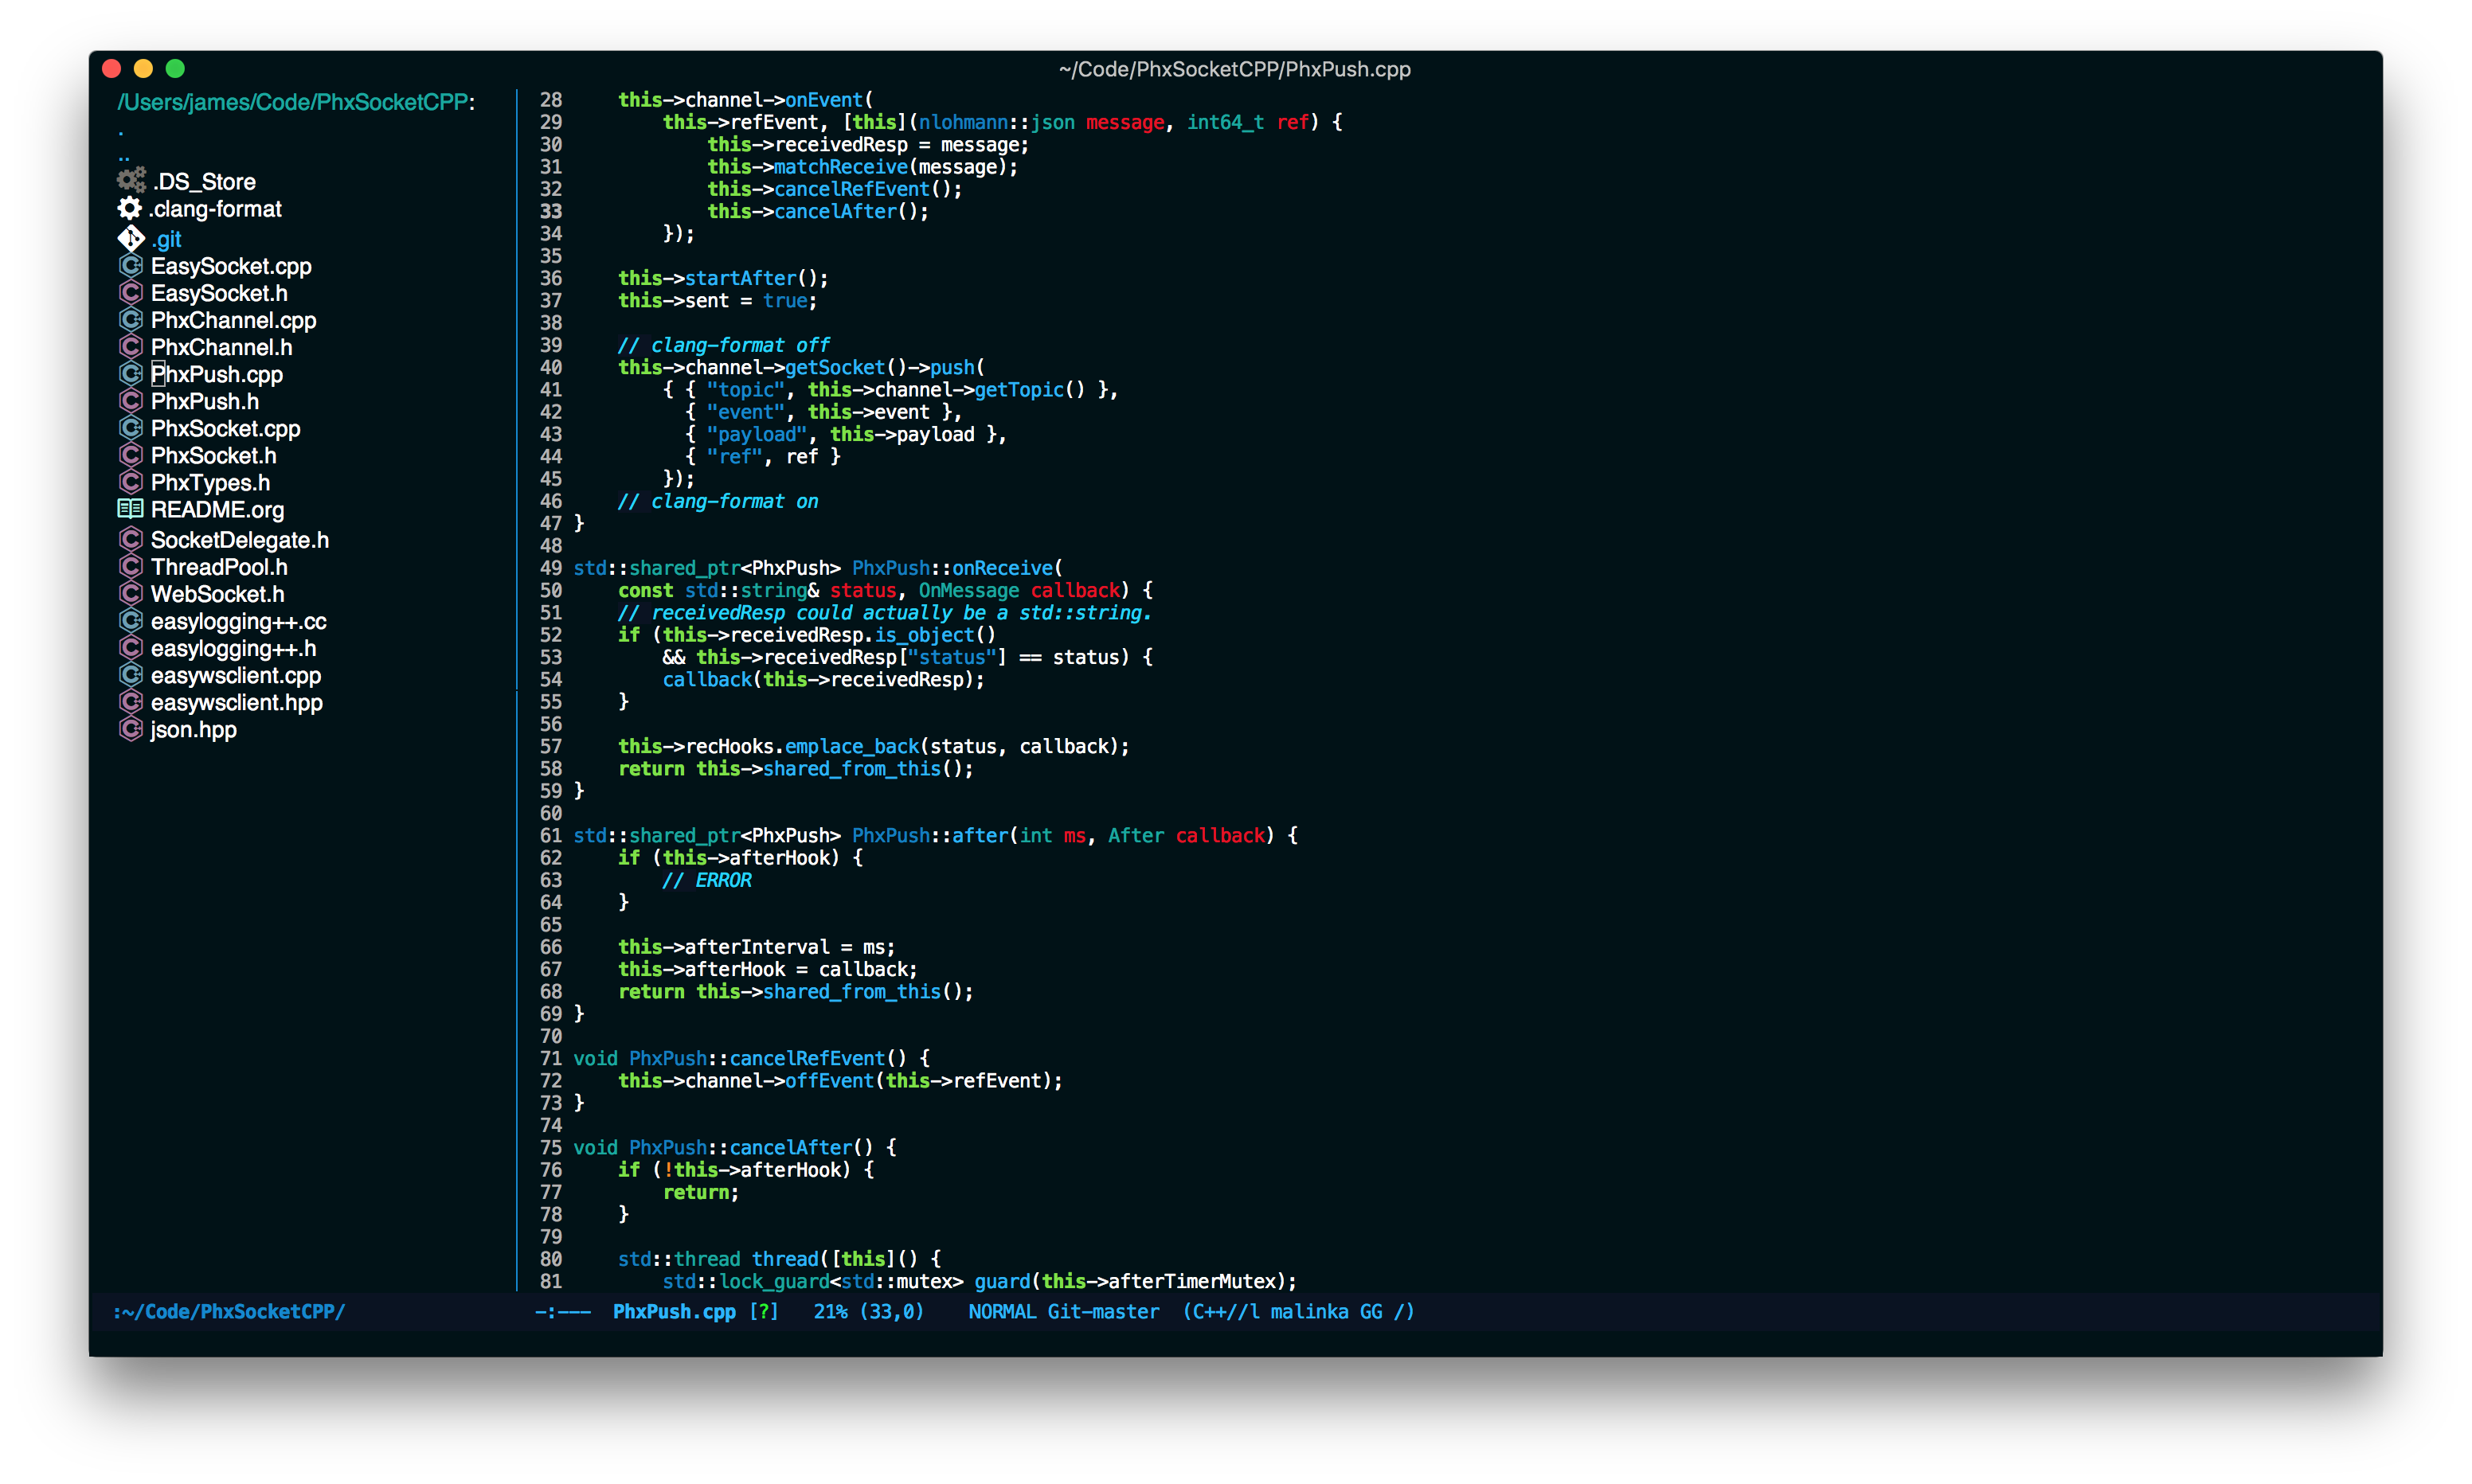 ~/Code/PhxSocketCPP/PhxPush.cpp
/Users/james/Code/PhxSocketCPP:
.
..
.DS_Store
.clang-format
.git
EasySocket.cpp
EasySocket.h
PhxChannel.cpp
PhxChannel.h
PhxPush.cpp
PhxPush.h
PhxSocket.cpp
PhxSocket.h
PhxTypes.h
README.org
SocketDelegate.h
ThreadPool.h
WebSocket.h
easylogging++.cc
easylogging++.h
easywsclient.cpp
easywsclient.hpp
json.hpp
28     this->channel->onEvent(
29         this->refEvent, [this](nlohmann::json message, int64_t ref) {
30             this->receivedResp = message;
31             this->matchReceive(message);
32             this->cancelRefEvent();
33             this->cancelAfter();
34         });
35
36     this->startAfter();
37     this->sent = true;
38
39     // clang-format off
40     this->channel->getSocket()->push(
41         { { "topic", this->channel->getTopic() },
42           { "event", this->event },
43           { "payload", this->payload },
44           { "ref", ref }
45         });
46     // clang-format on
47 }
48
49 std::shared_ptr<PhxPush> PhxPush::onReceive(
50     const std::string& status, OnMessage callback) {
51     // receivedResp could actually be a std::string.
52     if (this->receivedResp.is_object()
53         && this->receivedResp["status"] == status) {
54         callback(this->receivedResp);
55     }
56
57     this->recHooks.emplace_back(status, callback);
58     return this->shared_from_this();
59 }
60
61 std::shared_ptr<PhxPush> PhxPush::after(int ms, After callback) {
62     if (this->afterHook) {
63         // ERROR
64     }
65
66     this->afterInterval = ms;
67     this->afterHook = callback;
68     return this->shared_from_this();
69 }
70
71 void PhxPush::cancelRefEvent() {
72     this->channel->offEvent(this->refEvent);
73 }
74
75 void PhxPush::cancelAfter() {
76     if (!this->afterHook) {
77         return;
78     }
79
80     std::thread thread([this]() {
81         std::lock_guard<std::mutex> guard(this->afterTimerMutex);
:~/Code/PhxSocketCPP/
-:--- PhxPush.cpp [?] 21% (33,0) NORMAL Git-master (C++//l malinka GG /)